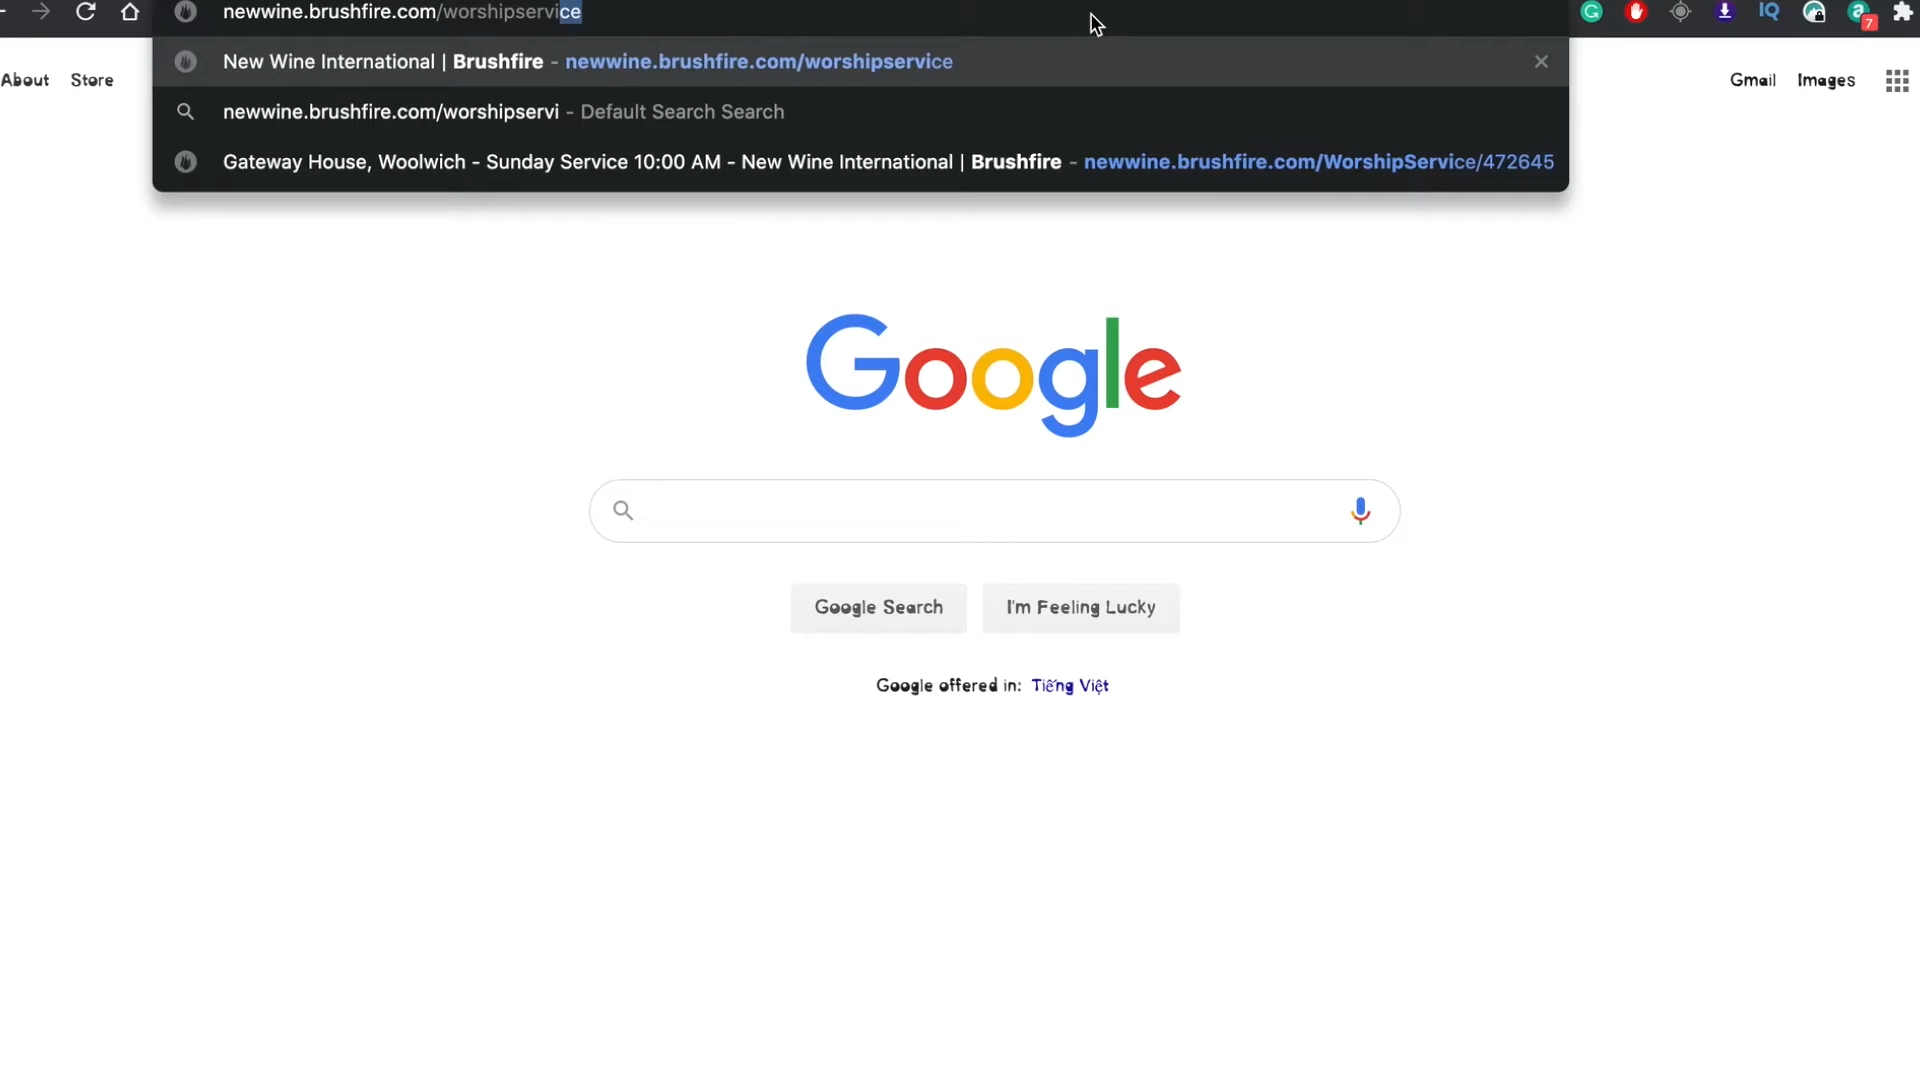 newwine.brushfire.com/worshipservice
New Wine International | Brushfire - newwine.brushfire.com/worshipservice
newwine.brushfire.com/worshipservi - Default Search Search
Gateway House, Woolwich - Sunday Service 10:00 AM - New Wine International | Brushfire - newwine.brushfire.com/WorshipService/472645
IQ
7
About Store
Gmail Images
Google
Google Search
I'm Feeling Lucky
Google offered in: Tiếng Việt